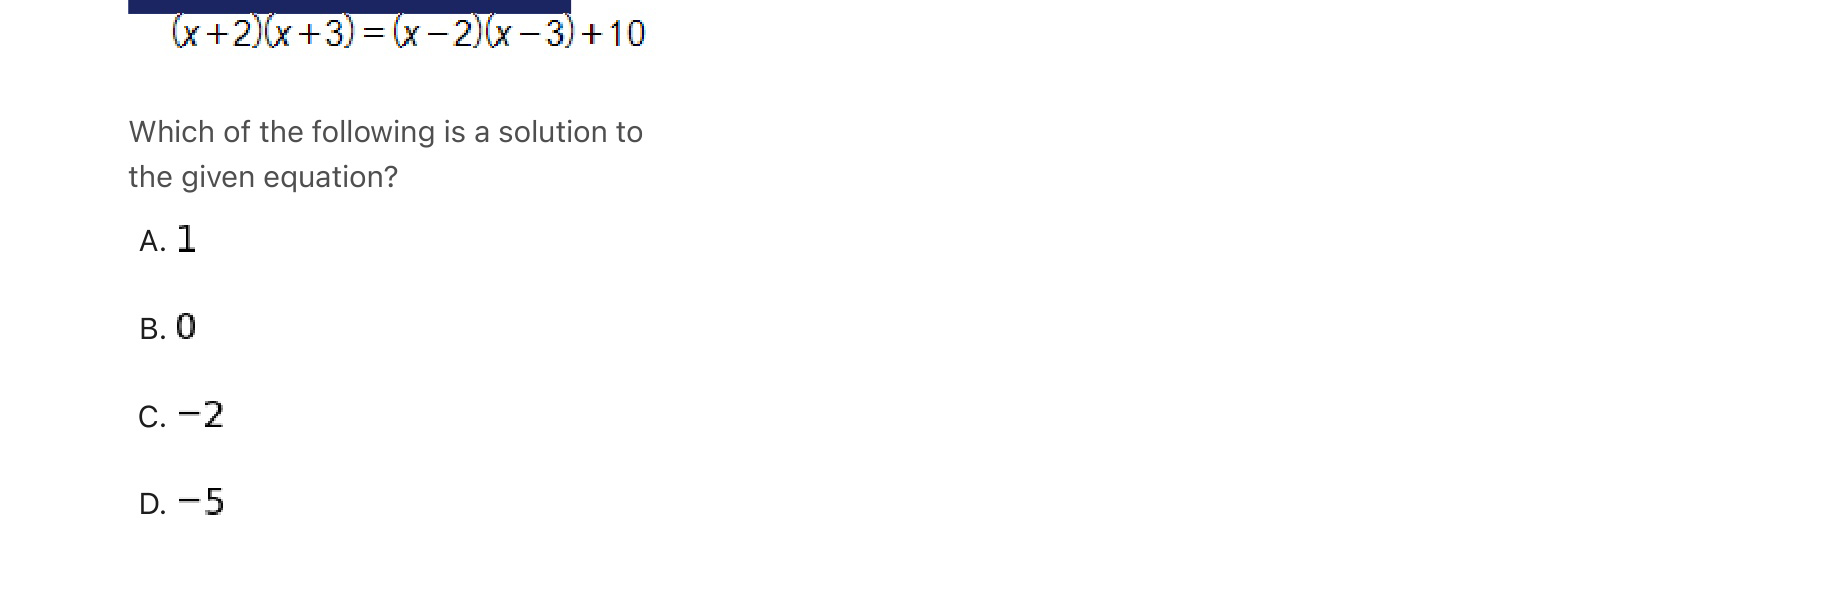 (x+2)(x+3)=(x−2)(x−3)+10
Which of the following is a solution to
the given equation?
A. 1
B. 0
C. −2
D. −5